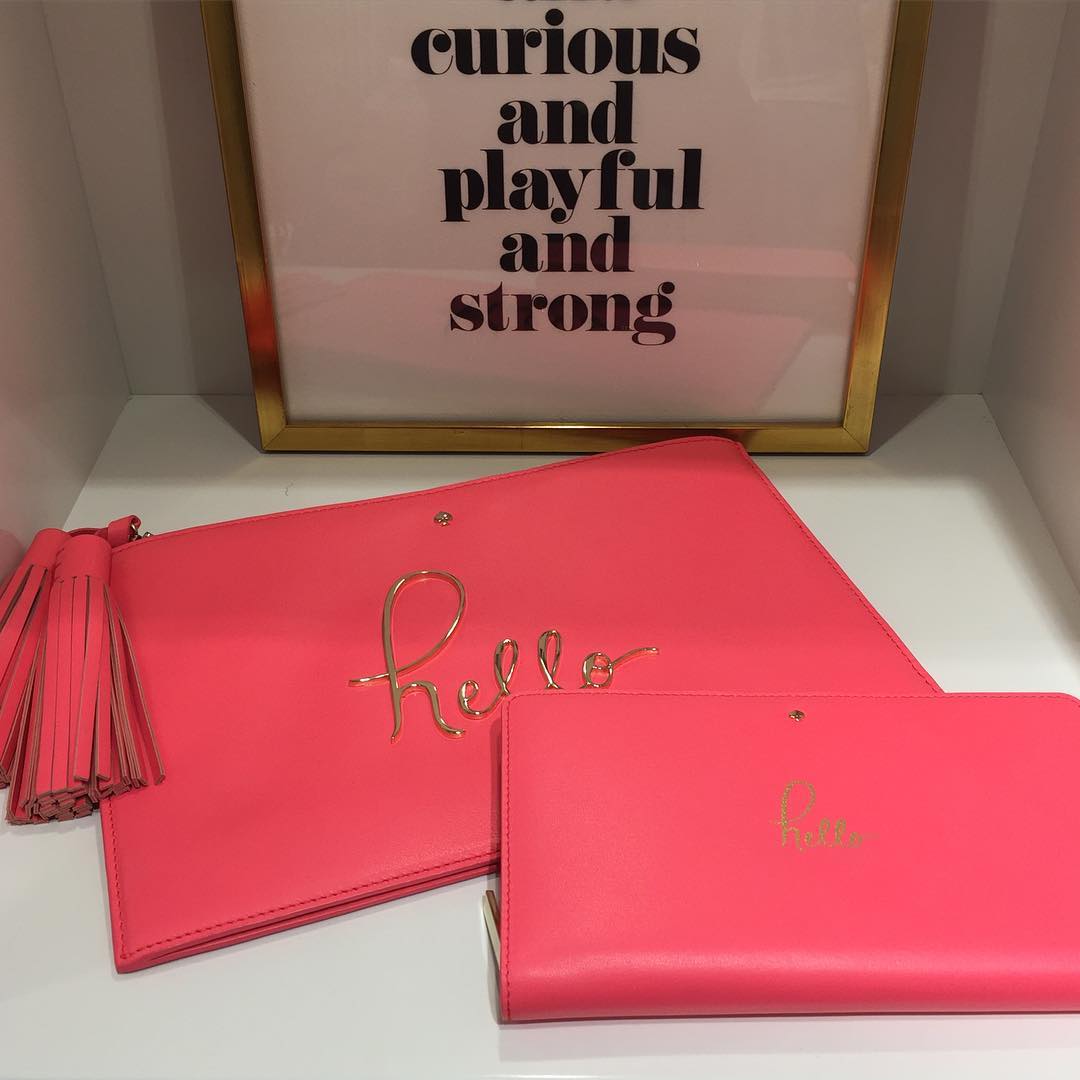 curious
and
playful
and
strong
hello
hello